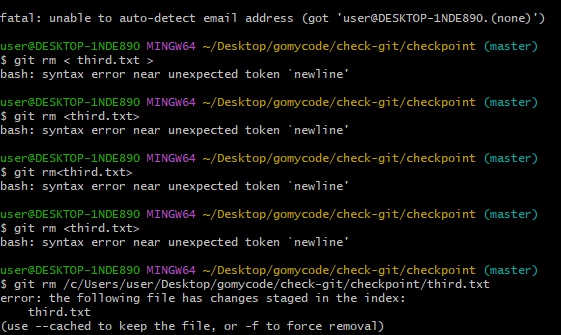 fatal: unable to auto-detect email address (got 'user@DESKTOP-1NDE890.(none)')
user@DESKTOP-1NDE890 MINGW64 ~/Desktop/gomycode/check-git/checkpoint (master)
$ git rm < third.txt >
bash: syntax error near unexpected token `newline'
user@DESKTOP-1NDE890 MINGW64 ~/Desktop/gomycode/check-git/checkpoint (master)
$ git rm <third.txt>
bash: syntax error near unexpected token `newline'
user@DESKTOP-1NDE890 MINGW64 ~/Desktop/gomycode/check-git/checkpoint (master)
$ git rm<third.txt>
bash: syntax error near unexpected token `newline'
user@DESKTOP-1NDE890 MINGW64 ~/Desktop/gomycode/check-git/checkpoint (master)
$ git rm <third.txt>
bash: syntax error near unexpected token `newline'
user@DESKTOP-1NDE890 MINGW64 ~/Desktop/gomycode/check-git/checkpoint (master)
$ git rm /c/Users/user/Desktop/gomycode/check-git/checkpoint/third.txt
error: the following file has changes staged in the index:
    third.txt
(use --cached to keep the file, or -f to force removal)